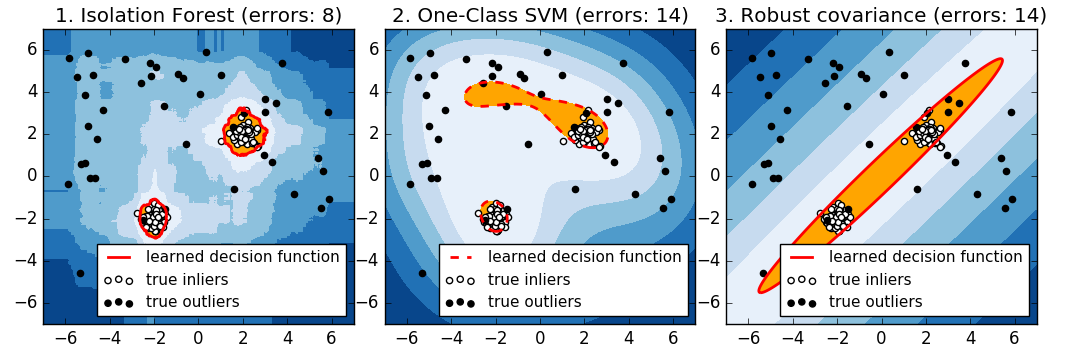 1. Isolation Forest (errors: 8)
2. One-Class SVM (errors: 14)
3. Robust covariance (errors: 14)
6
4
2
0
−2
−4
−6
−6 −4 −2 0 2 4 6
learned decision function
true inliers
true outliers
6
4
2
0
−2
−4
−6
−6 −4 −2 0 2 4 6
learned decision function
true inliers
true outliers
6
4
2
0
−2
−4
−6
−6 −4 −2 0 2 4 6
learned decision function
true inliers
true outliers